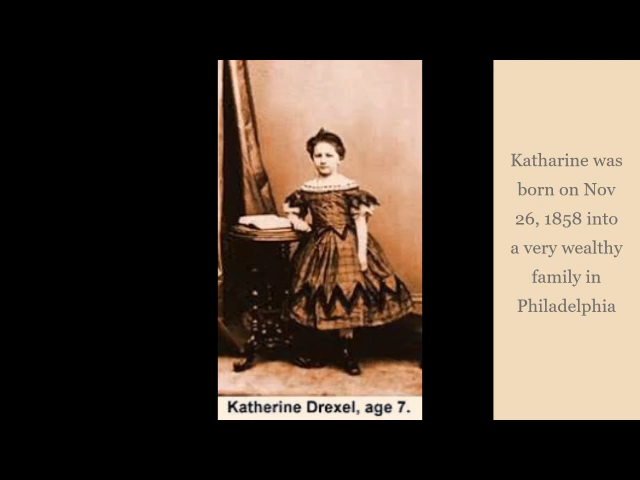 Katherine Drexel, age 7.
Katharine was
born on Nov
26, 1858 into
a very wealthy
family in
Philadelphia